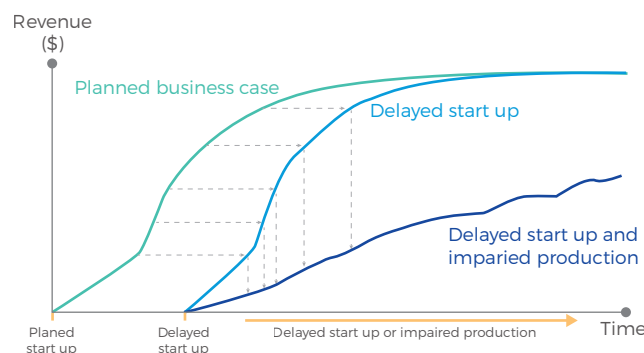 Revenue
($)
Planned business case
Delayed start up
Delayed start up and
imparied production
Planed
start up
Delayed
start up
Delayed start up or impaired production
Time